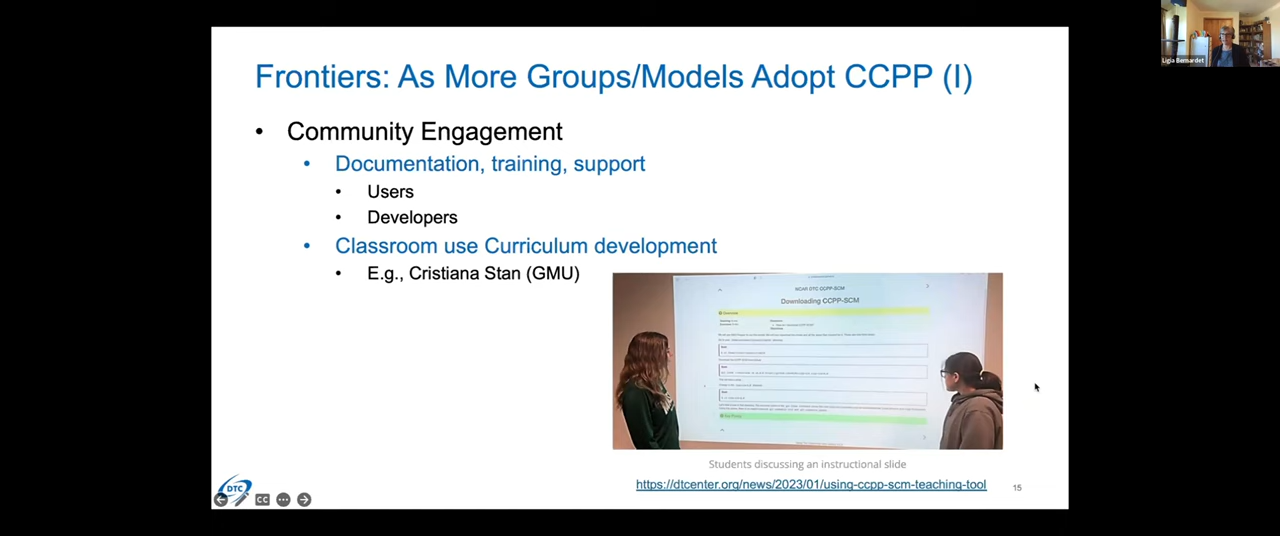 Frontiers: As More Groups/Models Adopt CCPP (I)
Ligia Bernardet
• Community Engagement
• Documentation, training, support
• Users
• Developers
• Classroom use Curriculum development
• E.g., Cristiana Stan (GMU)
NCAR DTC CCPP-SCM
Downloading CCPP-SCM
Students discussing an instructional slide
https://dtcenter.org/news/2023/01/using-ccpp-scm-teaching-tool
15
DTC
CC